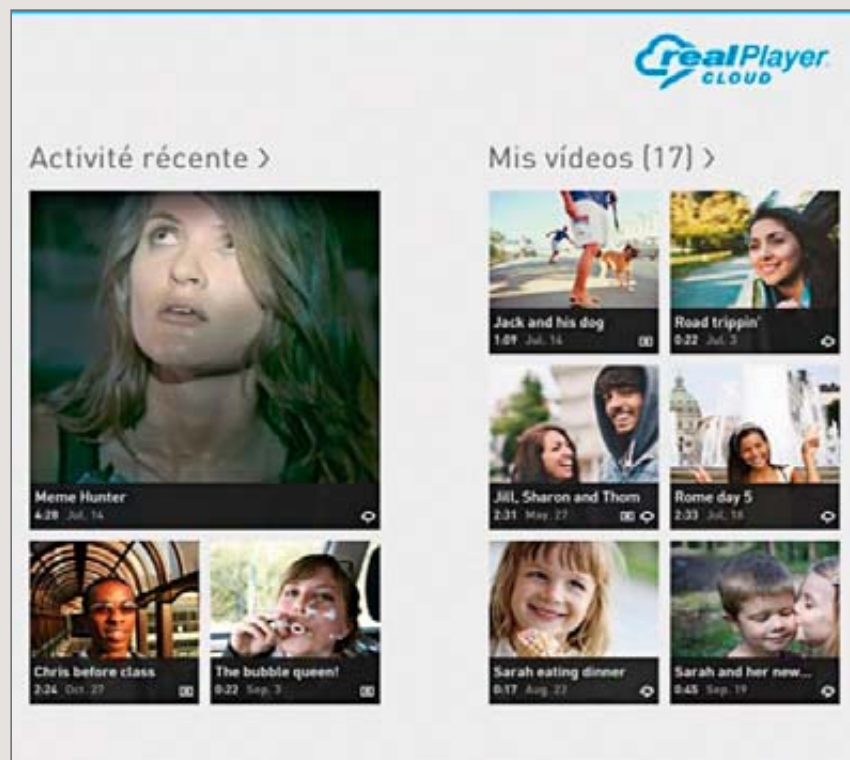 realPlayer
CLOUD
Activité récente >
Mis vídeos (17) >
Meme Hunter
4:28 Jul. 14
Chris before class
2:24 Oct. 27
The bubble queen!
0:22 Sep. 3
Jack and his dog
1:09 Jul. 14
Road trippin'
0:22 Jul. 3
Jill, Sharon and Thom
2:31 May. 27
Rome day 5
2:33 Jul. 18
Sarah eating dinner
0:17 Aug. 22
Sarah and her new...
0:45 Sep. 19